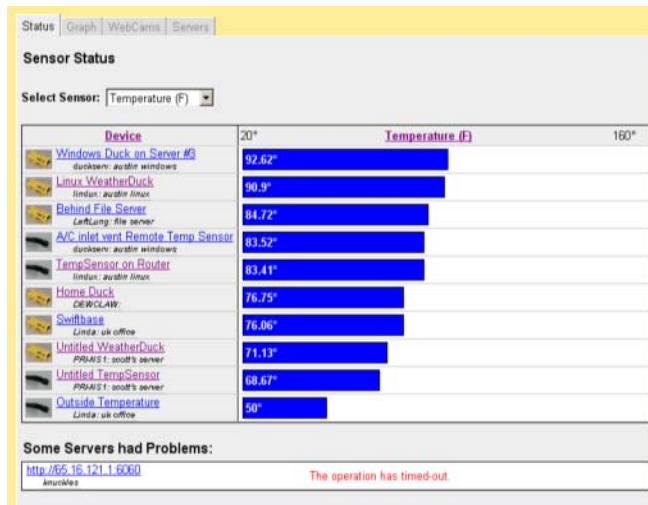 Status Graph WebCams Servers
Sensor Status
Select Sensor: Temperature (F)
Device 20° Temperature (F) 160°
Windows Duck on Server #3 92.62°
duckserv: austin windows
Linux WeatherDuck 90.9°
lindux: austin linux
Behind File Server 84.72°
LeftLung: file server
A/C inlet vent Remote Temp Sensor 83.52°
duckserv: austin windows
TempSensor on Router 83.41°
lindux: austin linux
Home Duck 76.75°
DEWCLAW:
Swiftbase 76.06°
Linda: uk office
Untitled WeatherDuck 71.13°
scott's server
Untitled TempSensor 68.67°
scott's server
Outside Temperature 50°
Linda: uk office
Some Servers had Problems:
http://65.16.121.1:6060 The operation has timed-out.
knuckles